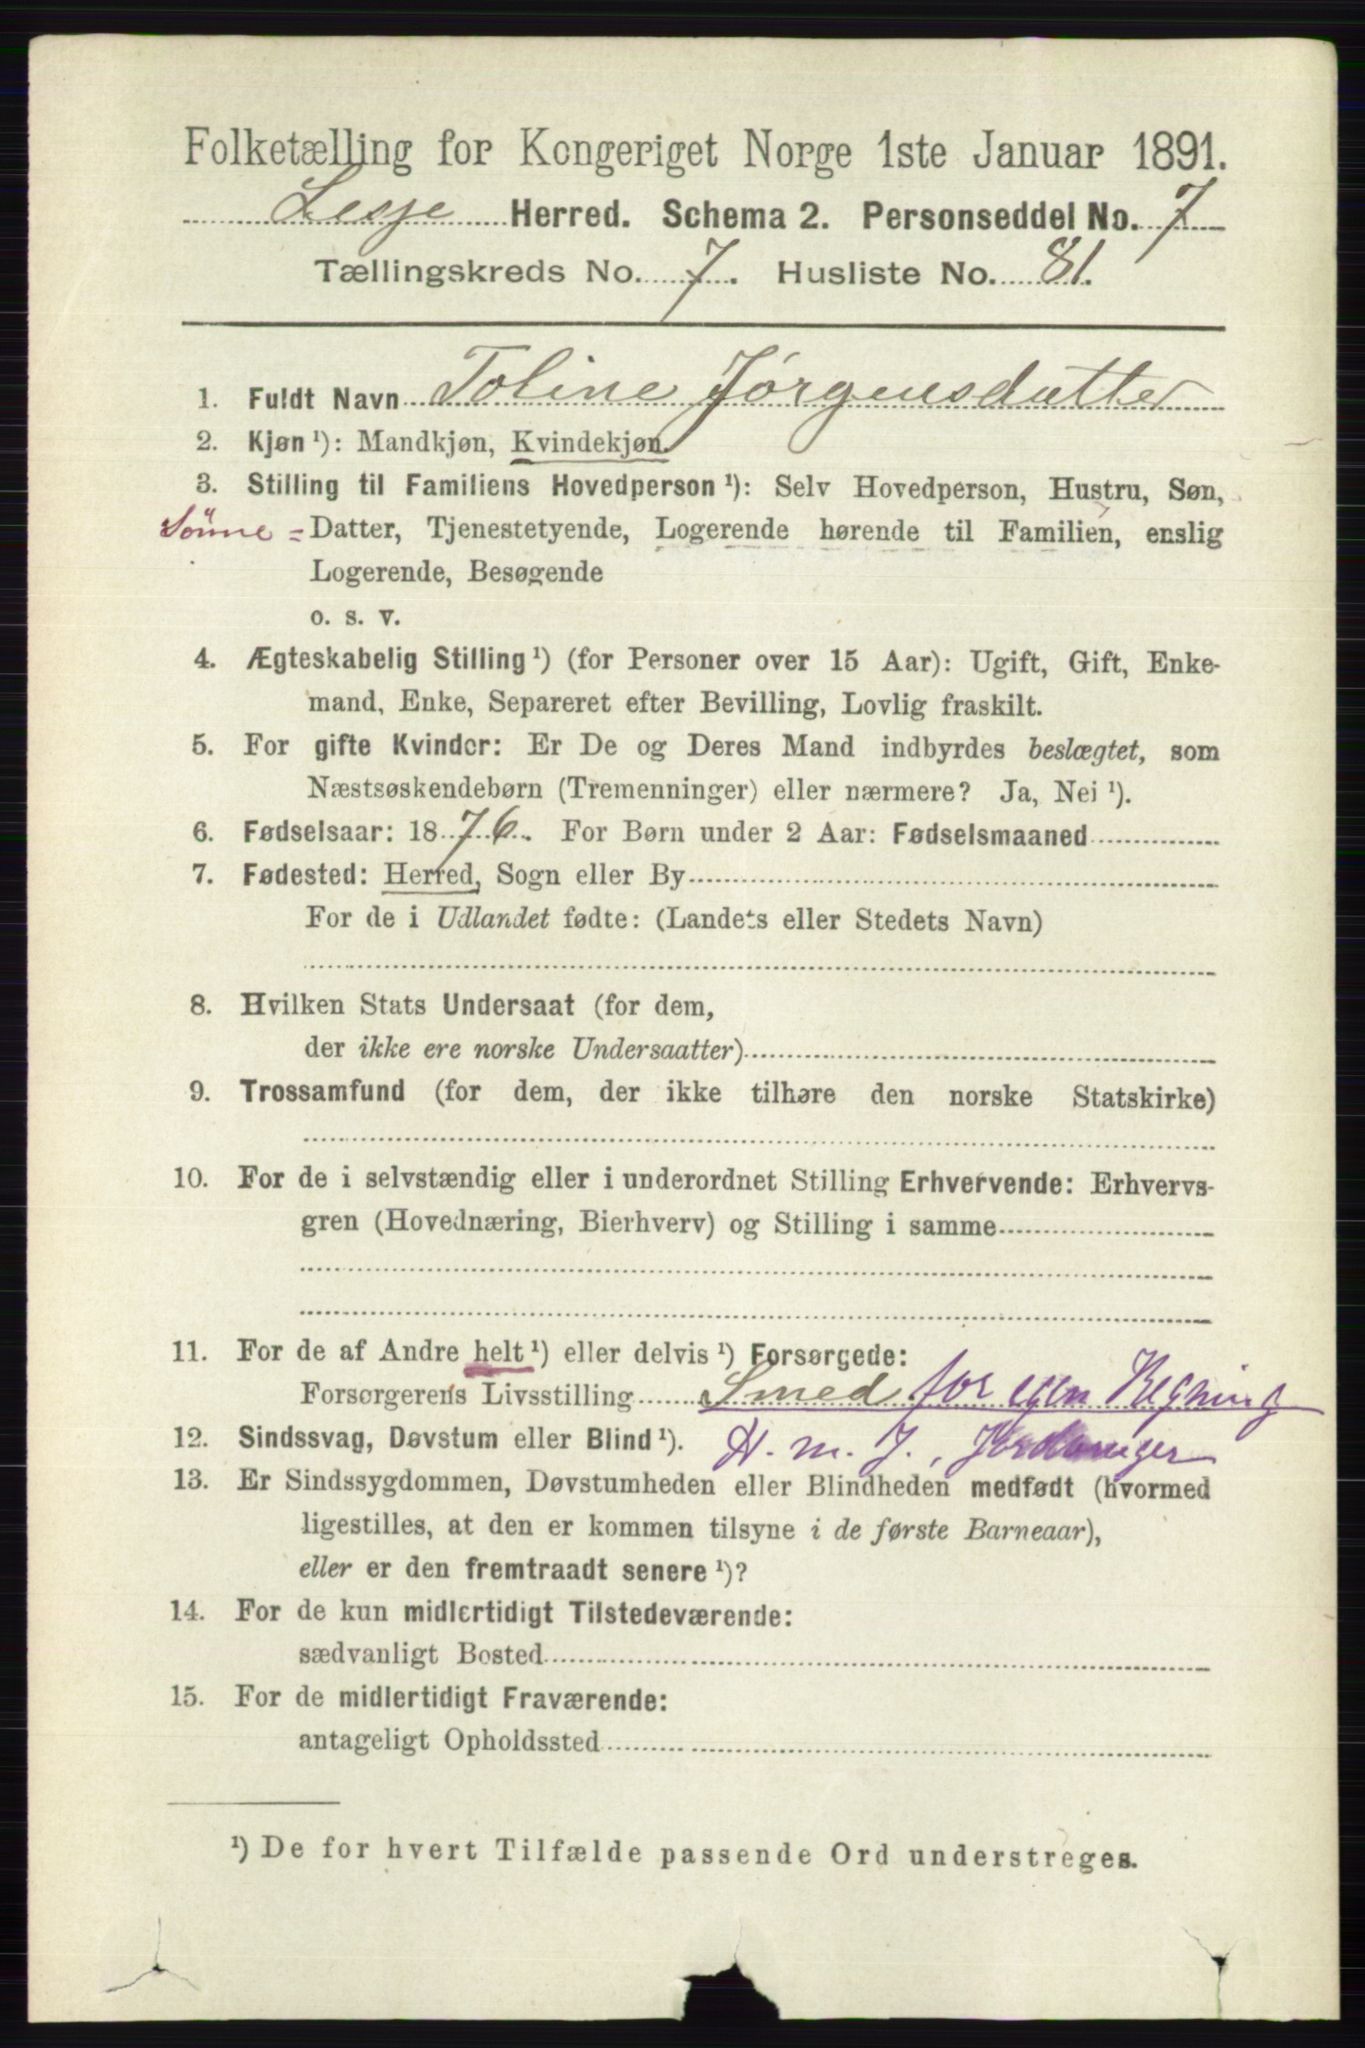 Folketælling for Kongeriget Norge 1ste Januar 1891.
Lesje Herred. Schema 2. Personseddel No. 7
Tællingskreds No. 7. Husliste No. 81.
1. Fuldt Navn Toline Jørgensdatter
2. Kjøn ¹): Mandkjøn, Kvindekjøn.
3. Stilling til Familiens Hovedperson ¹): Selv Hovedperson, Hustru, Søn,
Sønne = Datter, Tjenestetyende, Logerende hørende til Familien, enslig
Logerende, Besøgende
o. s. v.
4. Ægteskabelig Stilling ¹) (for Personer over 15 Aar): Ugift, Gift, Enke-
mand, Enke, Separeret efter Bevilling, Lovlig fraskilt.
5. For gifte Kvinder: Er De og Deres Mand indbyrdes beslægtet, som
Næstsøskendebørn (Tremenninger) eller nærmere? Ja, Nei ¹).
6. Fødselsaar: 1876. For Børn under 2 Aar: Fødselsmaaned
7. Fødested: Herred, Sogn eller By
For de i Udlandet fødte: (Landets eller Stedets Navn)
8. Hvilken Stats Undersaat (for dem,
der ikke ere norske Undersaatter)
9. Trossamfund (for dem, der ikke tilhøre den norske Statskirke)
10. For de i selvstændig eller i underordnet Stilling Erhvervende: Erhvervs-
gren (Hovednæring, Bierhverv) og Stilling i samme
11. For de af Andre helt ¹) eller delvis ¹) Forsørgede:
Forsørgerens Livsstilling Smed for egen Regning
12. Sindssvag, Døvstum eller Blind ¹). H. m. J.,
13. Er Sindssygdommen, Døvstumheden eller Blindheden medfødt (hvormed
ligestilles, at den er kommen tilsyne i de første Barneaar),
eller er den fremtraadt senere ¹)?
14. For de kun midlertidigt Tilstedeværende:
sædvanligt Bosted
15. For de midlertidigt Fraværende:
antageligt Opholdssted
¹) De for hvert Tilfælde passende Ord understreges.